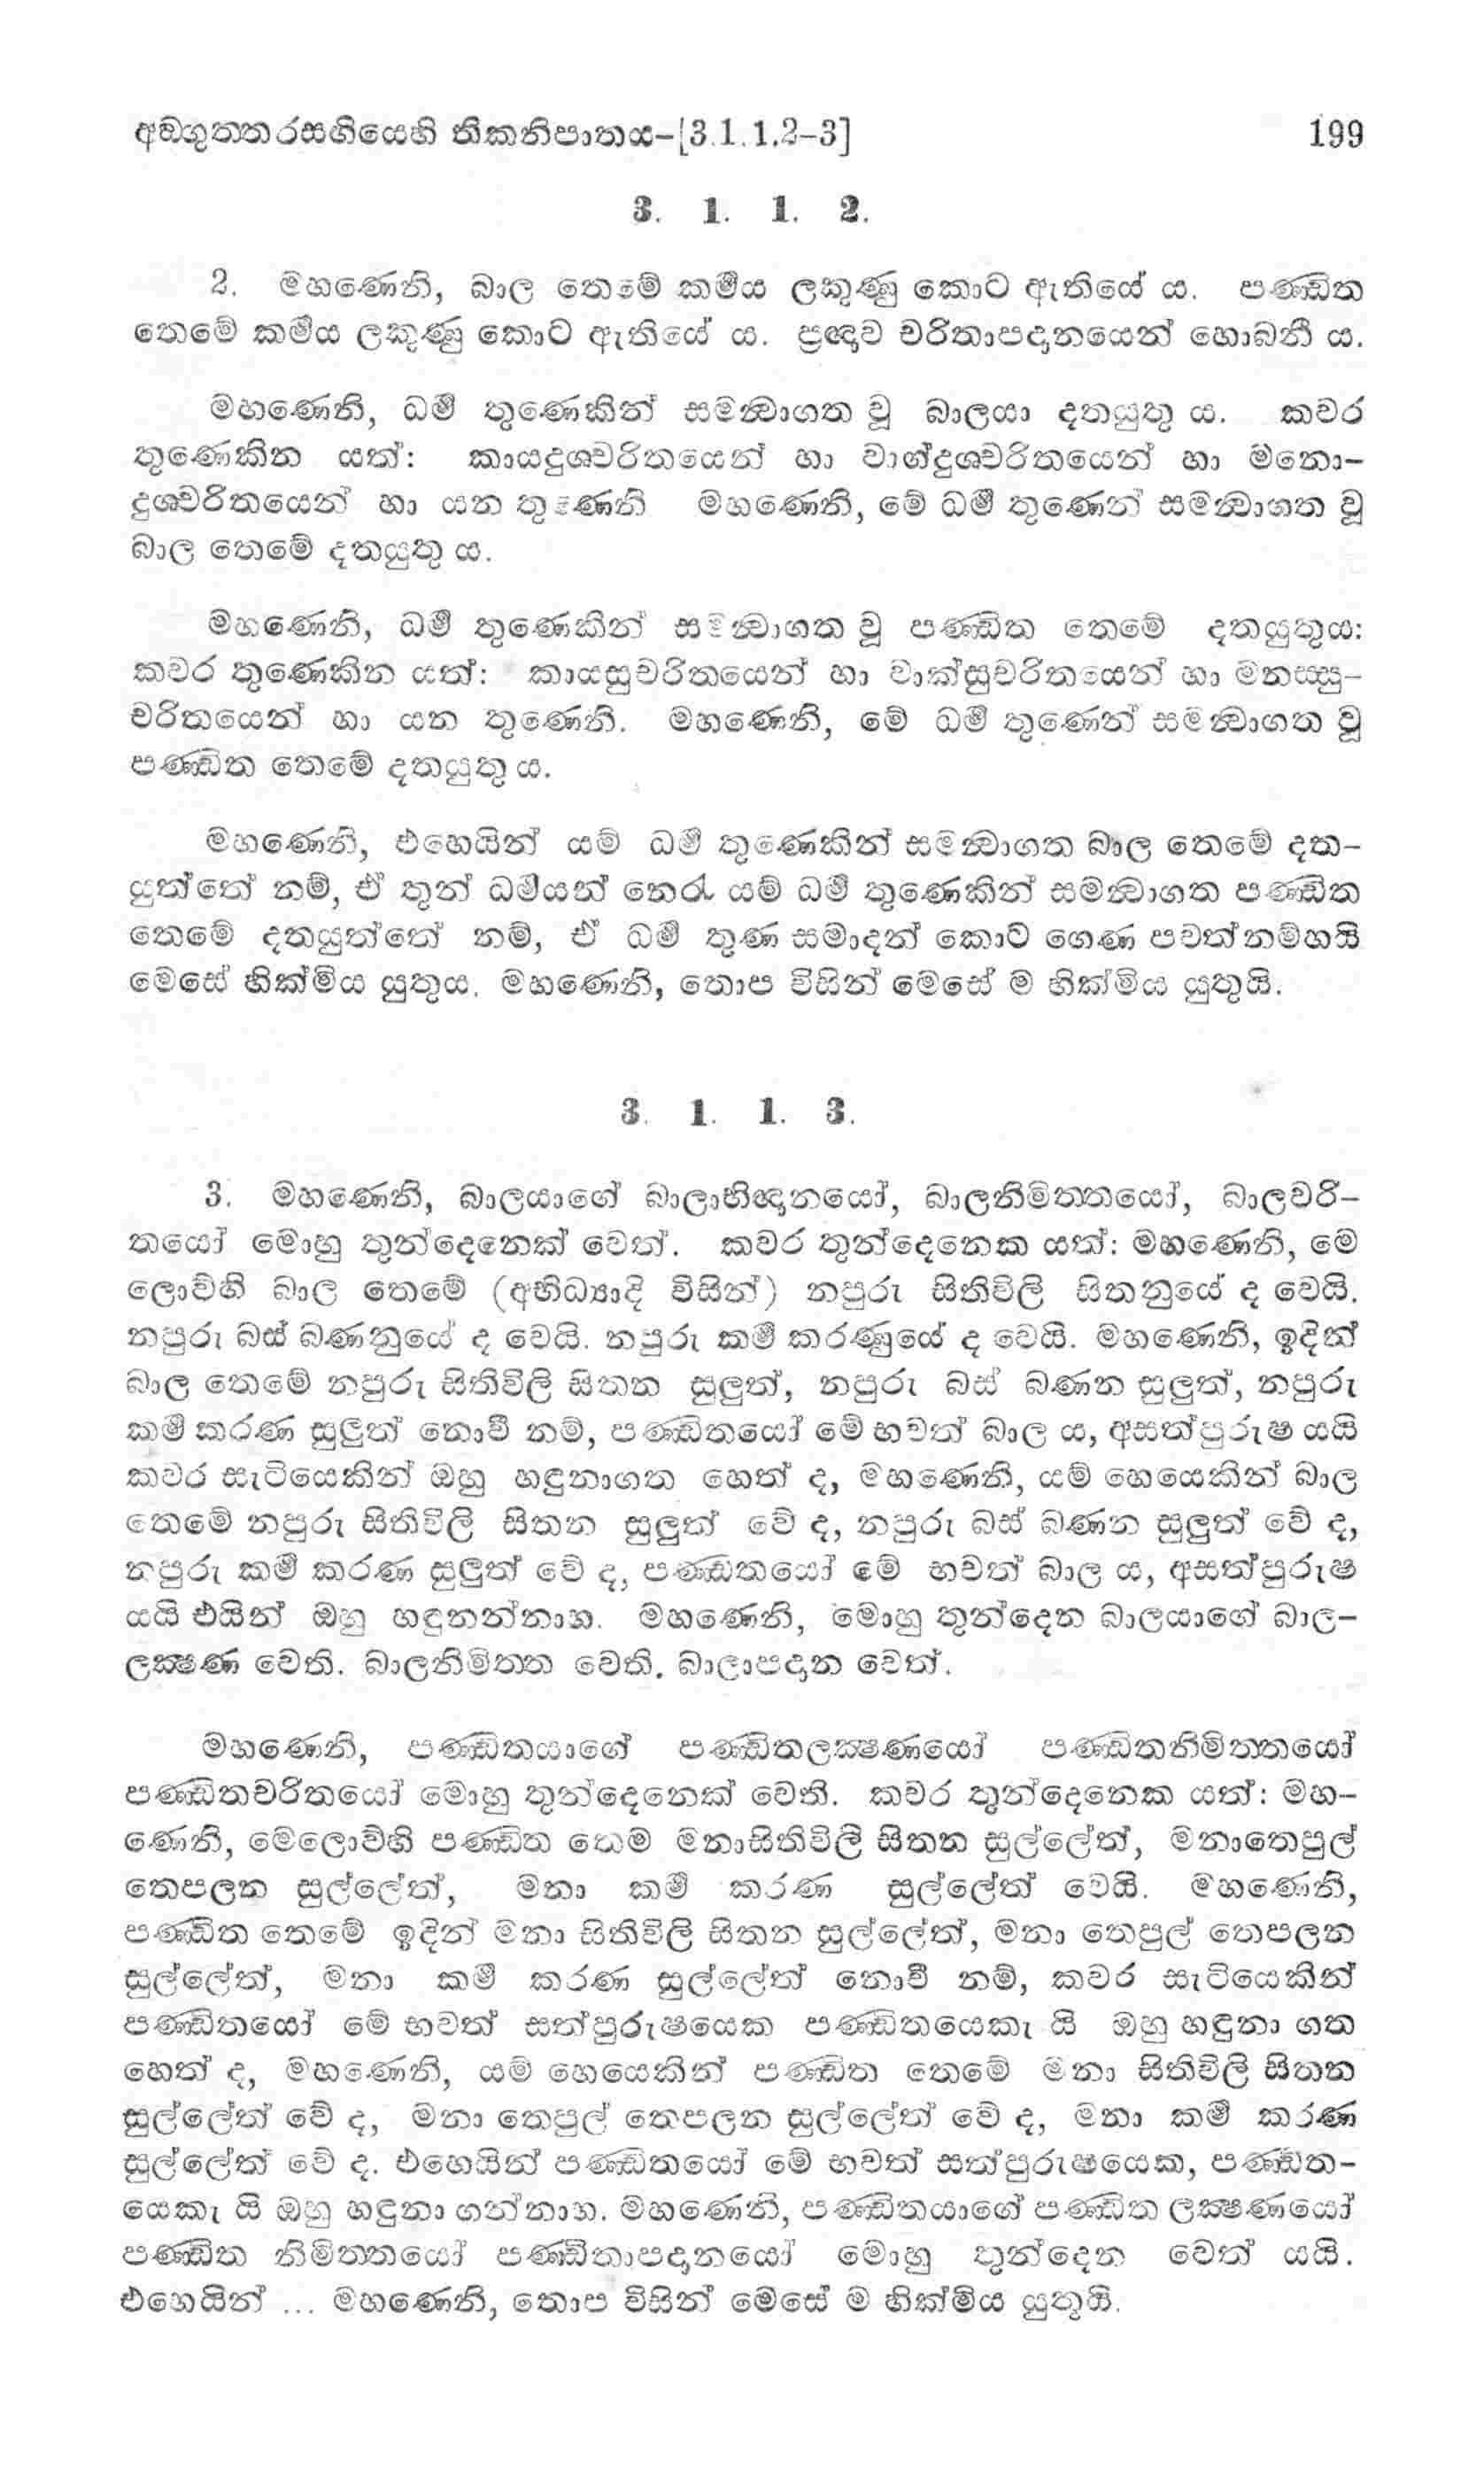 අඞ්ගුත්තරසඟියෙහි තිකනිපාතය–[3.1.1.2–3] 199
3. 1. 1. 2.
2. මහණෙනි, බාල තෙමේ කර්‍මය ලකුණු කොට ඇතියේ ය. පණ්ඩිත
තෙමේ කර්‍මය ලකුණු කොට ඇතියේ ය. ප්‍රඥාව චරිතාපදානයෙන් හොබනී ය.
මහණෙනි, ධර්‍ම තුණෙකින් සමන්‍වාගත වූ බාලයා දතයුතු ය. කවර
තුණෙකින යත්: කායදුශ්චරිතයෙන් හා වාග්දුශ්චරිතයෙන් හා මනො–
දුශ්චරිතයෙන් හා යන තුණෙනි මහණෙනි, මේ ධර්‍ම තුණෙන් සමන්‍වාගත වූ
බාල තෙමේ දතයුතු ය.
මහණෙනි, ධර්‍ම තුණෙකින් සමන්‍වාගත වූ පණ්ඩිත තෙමේ දතයුතුය:
කවර තුණෙකින යත්: කායසුචරිතයෙන් හා වාක්සුචරිතයෙන් හා මනස්සු–
චරිතයෙන් හා යන තුණෙනි. මහණෙනි, මේ ධර්‍ම තුණෙන් සමන්‍වාගත වූ
පණ්ඩිත තෙමේ දතයුතු ය.
මහණෙනි, එහෙයින් යම් ධර්‍ම තුණෙකින් සමන්‍වාගත බාල තෙමේ දත–
යුත්තේ නම්, ඒ තුන් ධර්‍මයන් නෙරැ යම් ධර්‍ම තුණෙකින් සමන්‍වාගත පණ්ඩිත
තෙමේ දතයුත්තේ නම්, ඒ ධර්‍ම තුණ සමාදන් කොට ගෙණ පවත්නම්හයි
මෙසේ හික්මිය යුතුය. මහණෙනි, තොප විසින් මෙසේ ම හික්මිය යුතුයි.
3. 1. 1. 3.
3. මහණෙනි, බාලයාගේ බාලාභිඥානයෝ, බාලනිමිත්තයෝ, බාලචරි–
තයෝ මොහු තුන්දෙනෙක් වෙත්. කවර තුන්දෙනෙක යත්: මහණෙනි, මෙ
ලොව්හි බාල තෙමේ (අභිධ්‍යාදි විසින්) නපුරු සිතිවිලි සිතනුයේ ද වෙයි.
නපුරු බස් බණනුයේ ද වෙයි. නපුරු කර්‍ම කරණුයේ ද වෙයි. මහණෙනි, ඉදින්
බාල තෙමේ නපුරු සිතිවිලි සිතන සුලුත්, නපුරු බස් බණන සුලුත්, නපුරු
කර්‍ම කරණ සුලුත් නොවී නම්, පණ්ඩිතයෝ මේ භවත් බාල ය, අසත්පුරුෂ යයි
කවර සැටියෙකින් ඔහු හඳුනාගත හෙත් ද, මහණෙනි, යම් හෙයෙකින් බාල
තෙමේ නපුරු සිතිවිලි සිතන සුලුත් වේ ද, නපුරු බස් බණන සුලුත් වේ ද,
නපුරු කර්‍ම කරණ සුලුත් වේ ද, පණ්ඩිතයෝ මේ භවත් බාල ය, අසත්පුරුෂ
යයි එයින් ඔහු හඳුනන්නාහ. මහණෙනි, මොහු තුන්දෙන බාලයාගේ බාල–
ලක්‍ෂණ වෙති. බාලනිමිත්ත වෙති. බාලාපදාන වෙත්.
මහණෙනි, පණ්ඩිතයාගේ පණ්ඩිතලක්‍ෂණයෝ පණ්ඩිතනිමිත්තයෝ
පණ්ඩිතචරිතයෝ මොහු තුන්දෙනෙක් වෙති. කවර තුන්දෙනෙක යත්: මහ–
ණෙනි, මෙලොව්හි පණ්ඩිත තෙම මනාසිතිවිලි සිතන සුල්ලේත්, මනාතෙපුල්
තෙපලන සුල්ලේත්, මනා කර්‍ම කරණ සුල්ලේත් වෙයි. මහණෙනි,
පණ්ඩිත තෙමේ ඉදින් මනා සිතිවිලි සිතන සුල්ලේත්, මනා තෙපුල් තෙපලන
සුල්ලේත්, මනා කර්‍ම කරණ සුල්ලේත් නොවී නම්, කවර සැටියෙකින්
පණ්ඩිතයෝ මේ භවත් සත්පුරුෂයෙක පණ්ඩිතයෙකැ යි ඔහු හඳුනා ගත
හෙත් ද, මහණෙනි, යම් හෙයෙකින් පණ්ඩිත තෙමේ මනා සිතිවිලි සිතන
සුල්ලේත් වේ ද, මනා තෙපුල් තෙපලන සුල්ලේත් වේ ද, මනා කර්‍ම කරණ
සුල්ලේත් වේ ද. එහෙයින් පණ්ඩිතයෝ මේ භවත් සත්පුරුෂයෙක, පණ්ඩිත–
යෙකැ යි ඔහු හඳුනා ගන්නාහ. මහණෙනි, පණ්ඩිතයාගේ පණ්ඩිත ලක්‍ෂණයෝ
පණ්ඩිත නිමිත්තයෝ පණ්ඩිතාපදානයෝ මොහු තුන්දෙන වෙත් යයි.
එහෙයින් ... මහණෙනි, තොප විසින් මෙසේ ම හික්මිය යුතුයි.